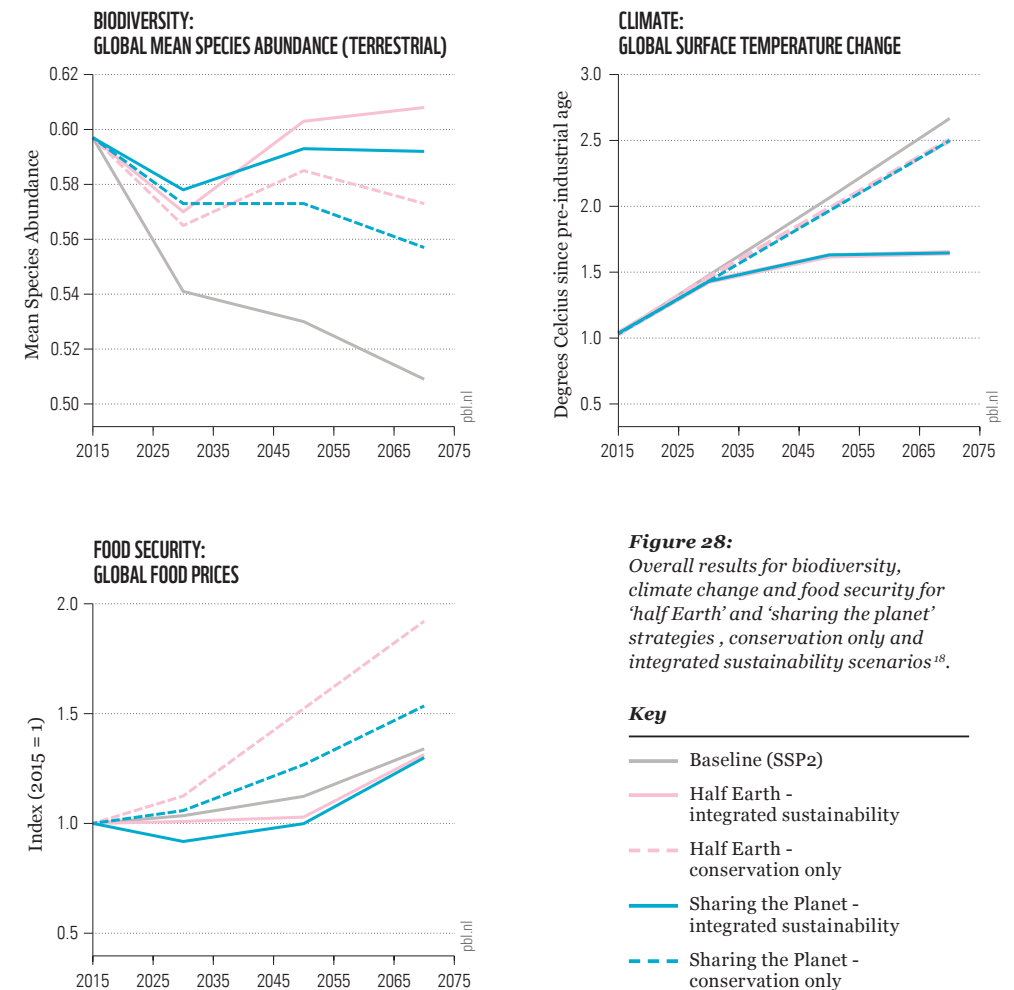 BIODIVERSITY:
GLOBAL MEAN SPECIES ABUNDANCE (TERRESTRIAL)
Mean Species Abundance
0.62
0.60
0.58
0.56
0.54
0.52
0.50
2015 2025 2035 2045 2055 2065 2075
pbl.nl
CLIMATE:
GLOBAL SURFACE TEMPERATURE CHANGE
Degrees Celcius since pre-industrial age
3.0
2.5
2.0
1.5
1.0
0.5
2015 2025 2035 2045 2055 2065 2075
pbl.nl
FOOD SECURITY:
GLOBAL FOOD PRICES
Index (2015 = 1)
2.0
1.5
1.0
0.5
2015 2025 2035 2045 2055 2065 2075
pbl.nl
Figure 28:
Overall results for biodiversity,
climate change and food security for
‘half Earth’ and ‘sharing the planet’
strategies , conservation only and
integrated sustainability scenarios 18.
Key
Baseline (SSP2)
Half Earth -
integrated sustainability
Half Earth -
conservation only
Sharing the Planet -
integrated sustainability
Sharing the Planet -
conservation only